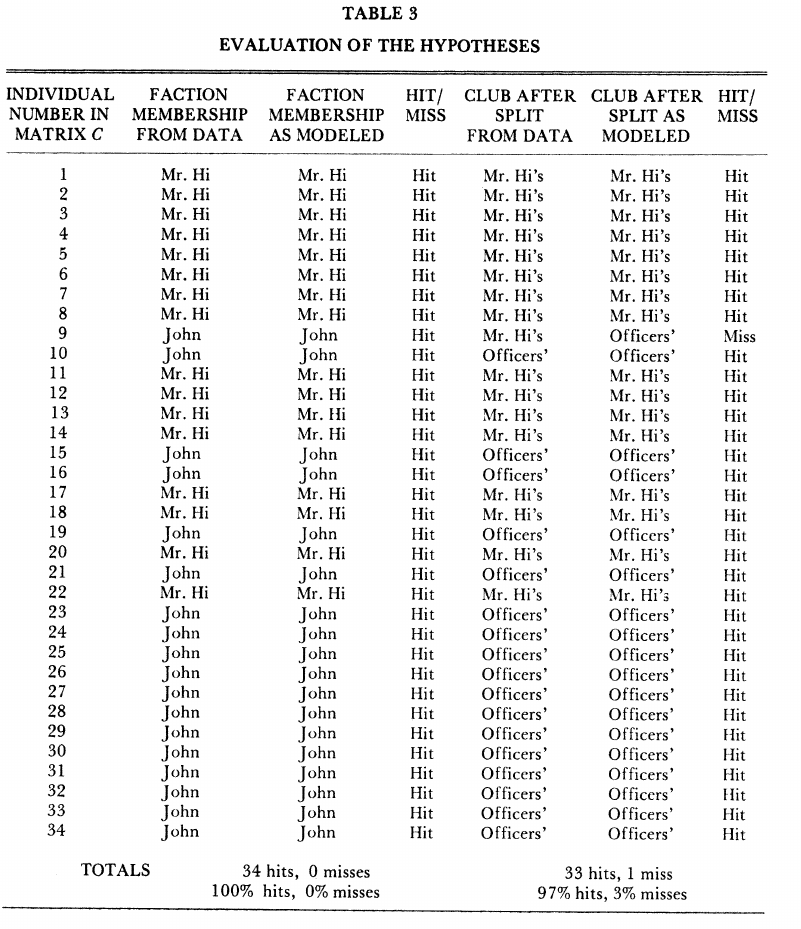 TABLE 3
EVALUATION OF THE HYPOTHESES
INDIVIDUAL FACTION FACTION HIT/ CLUB AFTER CLUB AFTER HIT/
NUMBER IN MEMBERSHIP MEMBERSHIP MISS SPLIT SPLIT AS MISS
MATRIX C FROM DATA AS MODELED FROM DATA MODELED
1 Mr. Hi Mr. Hi Hit Mr. Hi's Mr. Hi's Hit
2 Mr. Hi Mr. Hi Hit Mr. Hi's Mr. Hi's Hit
3 Mr. Hi Mr. Hi Hit Mr. Hi's Mr. Hi's Hit
4 Mr. Hi Mr. Hi Hit Mr. Hi's Mr. Hi's Hit
5 Mr. Hi Mr. Hi Hit Mr. Hi's Mr. Hi's Hit
6 Mr. Hi Mr. Hi Hit Mr. Hi's Mr. Hi's Hit
7 Mr. Hi Mr. Hi Hit Mr. Hi's Mr. Hi's Hit
8 Mr. Hi Mr. Hi Hit Mr. Hi's Mr. Hi's Hit
9 John John Hit Mr. Hi's Officers' Miss
10 John John Hit Officers' Officers' Hit
11 Mr. Hi Mr. Hi Hit Mr. Hi's Mr. Hi's Hit
12 Mr. Hi Mr. Hi Hit Mr. Hi's Mr. Hi's Hit
13 Mr. Hi Mr. Hi Hit Mr. Hi's Mr. Hi's Hit
14 Mr. Hi Mr. Hi Hit Mr. Hi's Mr. Hi's Hit
15 John John Hit Officers' Officers' Hit
16 John John Hit Officers' Officers' Hit
17 Mr. Hi Mr. Hi Hit Mr. Hi's Mr. Hi's Hit
18 Mr. Hi Mr. Hi Hit Mr. Hi's Mr. Hi's Hit
19 John John Hit Officers' Officers' Hit
20 Mr. Hi Mr. Hi Hit Mr. Hi's Mr. Hi's Hit
21 John John Hit Officers' Officers' Hit
22 Mr. Hi Mr. Hi Hit Mr. Hi's Mr. Hi's Hit
23 John John Hit Officers' Officers' Hit
24 John John Hit Officers' Officers' Hit
25 John John Hit Officers' Officers' Hit
26 John John Hit Officers' Officers' Hit
27 John John Hit Officers' Officers' Hit
28 John John Hit Officers' Officers' Hit
29 John John Hit Officers' Officers' Hit
30 John John Hit Officers' Officers' Hit
31 John John Hit Officers' Officers' Hit
32 John John Hit Officers' Officers' Hit
33 John John Hit Officers' Officers' Hit
34 John John Hit Officers' Officers' Hit
TOTALS 34 hits, 0 misses 33 hits, 1 miss
100% hits, 0% misses 97% hits, 3% misses